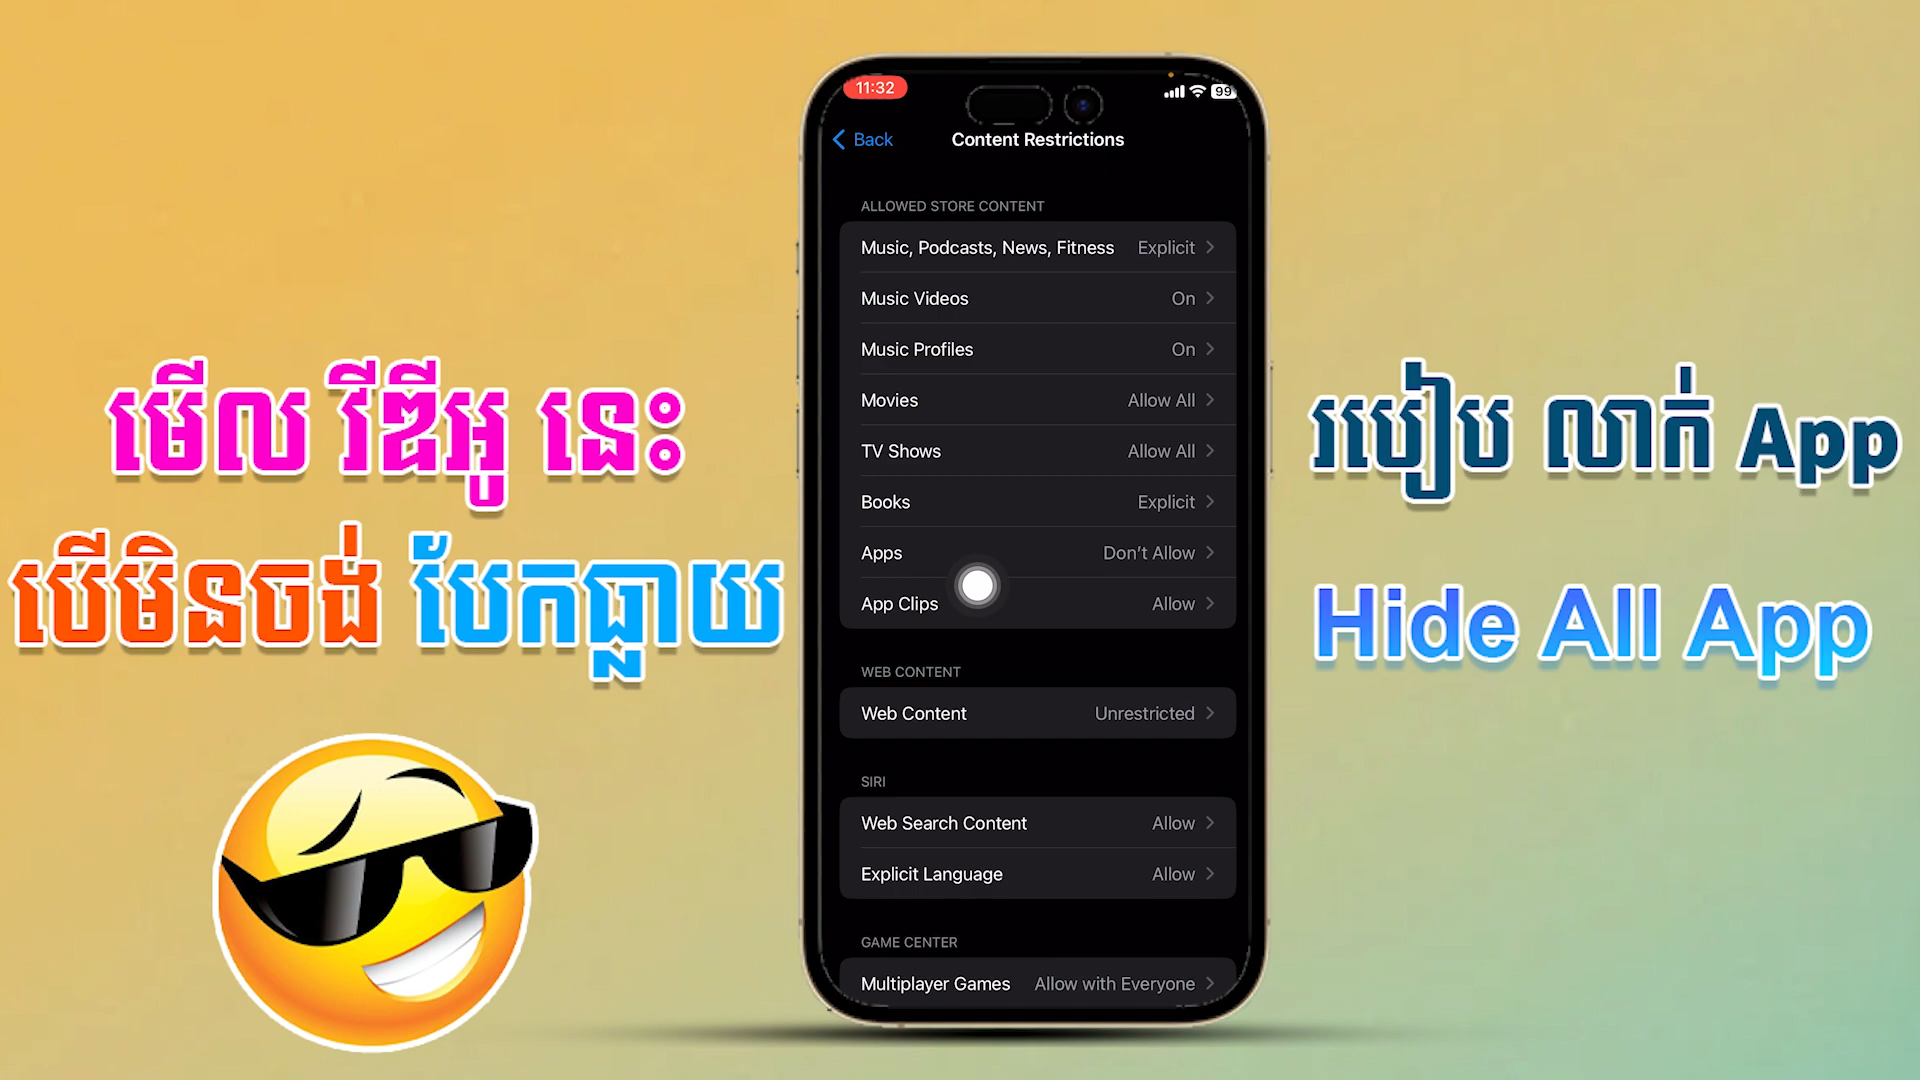 មើល វីឌីអូ នេះ
បើមិនចង់ បែកធ្លាយ
11:32
99
Back
Content Restrictions
ALLOWED STORE CONTENT
Music, Podcasts, News, Fitness Explicit
Music Videos On
Music Profiles On
Movies Allow All
TV Shows Allow All
Books Explicit
Apps Don't Allow
App Clips Allow
WEB CONTENT
Web Content Unrestricted
SIRI
Web Search Content Allow
Explicit Language Allow
GAME CENTER
Multiplayer Games Allow with Everyone
របៀប លាក់ App
Hide All App